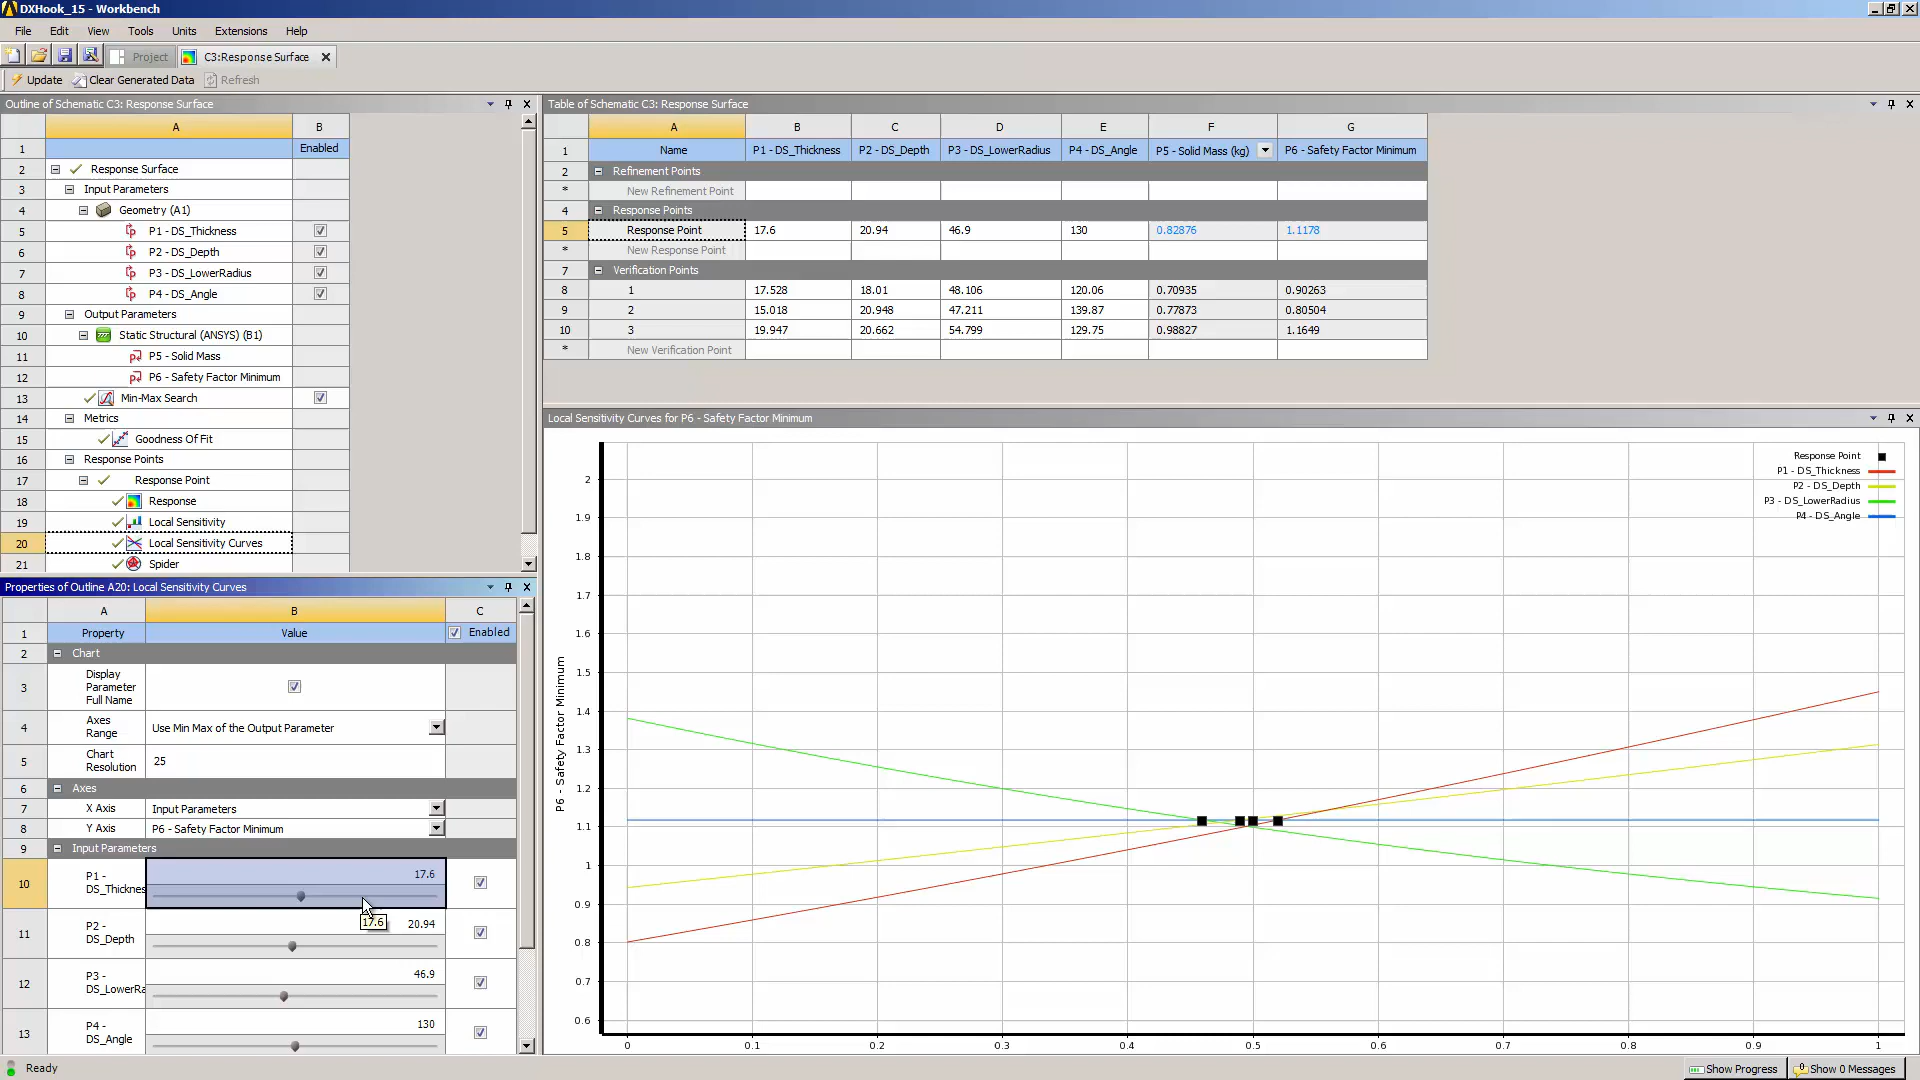 DXHook_15 - Workbench
File Edit View Tools Units Extensions Help
Project C3:Response Surface
Update Clear Generated Data Refresh
Outline of Schematic C3: Response Surface
A B
1 Enabled
2 Response Surface
3 Input Parameters
4 Geometry (A1)
5 P1 - DS_Thickness
6 P2 - DS_Depth
7 P3 - DS_LowerRadius
8 P4 - DS_Angle
9 Output Parameters
10 Static Structural (ANSYS) (B1)
11 P5 - Solid Mass
12 P6 - Safety Factor Minimum
13 Min-Max Search
14 Metrics
15 Goodness Of Fit
16 Response Points
17 Response Point
18 Response
19 Local Sensitivity
20 Local Sensitivity Curves
21 Spider
Properties of Outline A20: Local Sensitivity Curves
A B C
1 Property Value Enabled
2 Chart
3 Display Parameter Full Name
4 Axes Range Use Min Max of the Output Parameter
5 Chart Resolution 25
6 Axes
7 X Axis Input Parameters
8 Y Axis P6 - Safety Factor Minimum
9 Input Parameters
10 P1 - DS_Thicknes 17.6
17.6
11 P2 - DS_Depth 20.94
12 P3 - DS_LowerRa 46.9
13 P4 - DS_Angle 130
Table of Schematic C3: Response Surface
A B C D E F G
1 Name P1 - DS_Thickness P2 - DS_Depth P3 - DS_LowerRadius P4 - DS_Angle P5 - Solid Mass (kg) P6 - Safety Factor Minimum
2 Refinement Points
* New Refinement Point
4 Response Points
5 Response Point 17.6 20.94 46.9 130 0.82876 1.1178
* New Response Point
7 Verification Points
8 1 17.528 18.01 48.106 120.06 0.70935 0.90263
9 2 15.018 20.948 47.211 139.87 0.77873 0.80504
10 3 19.947 20.662 54.799 129.75 0.98827 1.1649
* New Verification Point
Local Sensitivity Curves for P6 - Safety Factor Minimum
Response Point
P1 - DS_Thickness
P2 - DS_Depth
P3 - DS_LowerRadius
P4 - DS_Angle
P6 - Safety Factor Minimum
2
1.9
1.8
1.7
1.6
1.5
1.4
1.3
1.2
1.1
1
0.9
0.8
0.7
0.6
0 0.1 0.2 0.3 0.4 0.5 0.6 0.7 0.8 0.9 1
Ready Show Progress Show 0 Messages